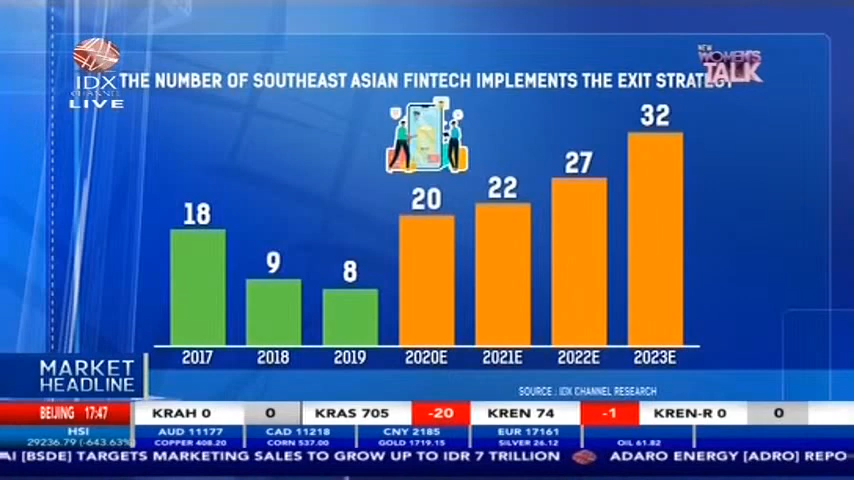 IDX
CHANNEL
LIVE
NEW
WOMEN'S
TALK
THE NUMBER OF SOUTHEAST ASIAN FINTECH IMPLEMENTS THE EXIT STRATEGY
18
9
8
20
22
27
32
2017 2018 2019 2020E 2021E 2022E 2023E
SOURCE : IDX CHANNEL RESEARCH
MARKET
HEADLINE
BEIJING 17:47 KRAH 0 0 KRAS 705 -20 KREN 74 -1 KREN-R 0 0
HSI AUD 11177 CAD 11218 CNY 2185 EUR 17161
29236.79 (-643.63%) COPPER 408.20 CORN 537.00 GOLD 1719.15 SILVER 26.12 OIL 61.82
AI [BSDE] TARGETS MARKETING SALES TO GROW UP TO IDR 7 TRILLION ADARO ENERGY [ADRO] REPO